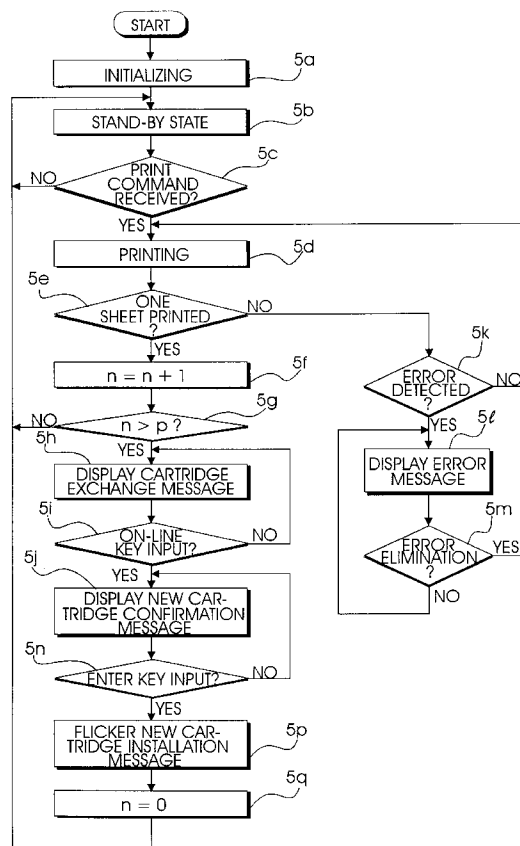 START
INITIALIZING
5a
STAND-BY STATE
5b
5c
PRINT
COMMAND
RECEIVED?
NO
YES
PRINTING
5d
5e
ONE
SHEET PRINTED
?
NO
YES
n = n + 1
5f
5k
ERROR
DETECTED
?
NO
YES
n > p ?
5g
NO
YES
5h
DISPLAY CARTRIDGE
EXCHANGE MESSAGE
5ℓ
DISPLAY ERROR
MESSAGE
5i
ON-LINE
KEY INPUT?
NO
YES
5m
ERROR
ELIMINATION
?
YES
NO
5j
DISPLAY NEW CAR-
TRIDGE CONFIRMATION
MESSAGE
5n
ENTER KEY INPUT?
NO
YES
FLICKER NEW CAR-
TRIDGE INSTALLATION
MESSAGE
5p
n = 0
5q